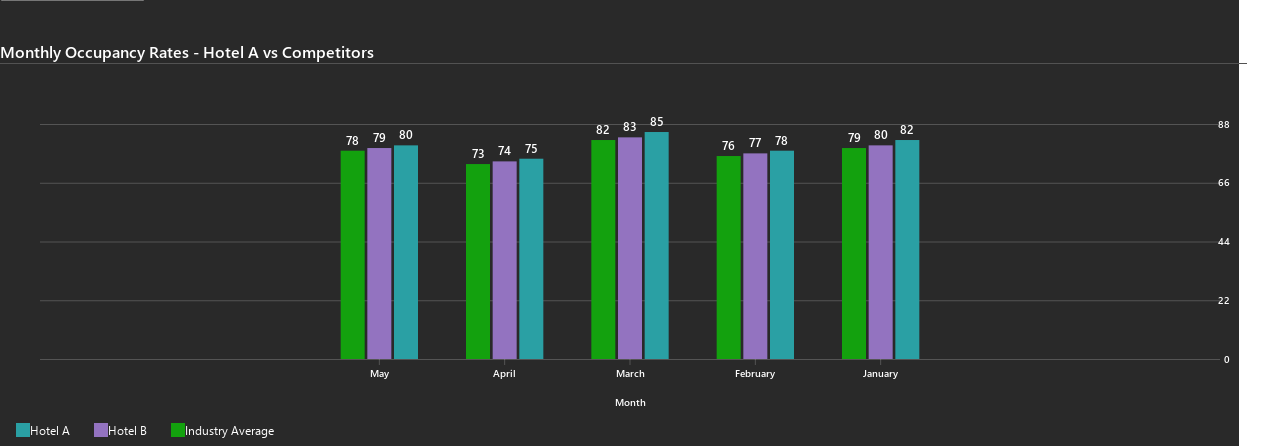 Monthly Occupancy Rates - Hotel A vs Competitors
78 79 80 73 74 75 82 83 85 76 77 78 79 80 82
88
66
44
22
0
May April March February January
Month
Hotel A Hotel B Industry Average